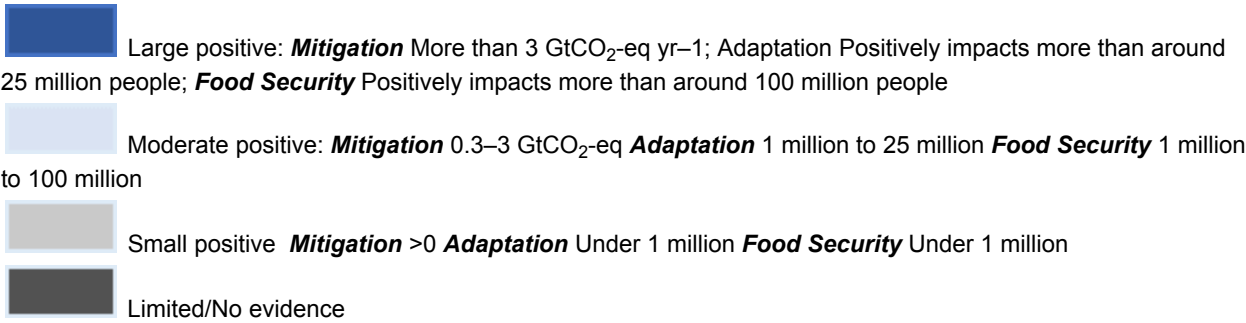 Large positive: Mitigation More than 3 GtCO2-eq yr–1; Adaptation Positively impacts more than around
25 million people; Food Security Positively impacts more than around 100 million people
Moderate positive: Mitigation 0.3–3 GtCO2-eq Adaptation 1 million to 25 million Food Security 1 million
to 100 million
Small positive Mitigation >0 Adaptation Under 1 million Food Security Under 1 million
Limited/No evidence